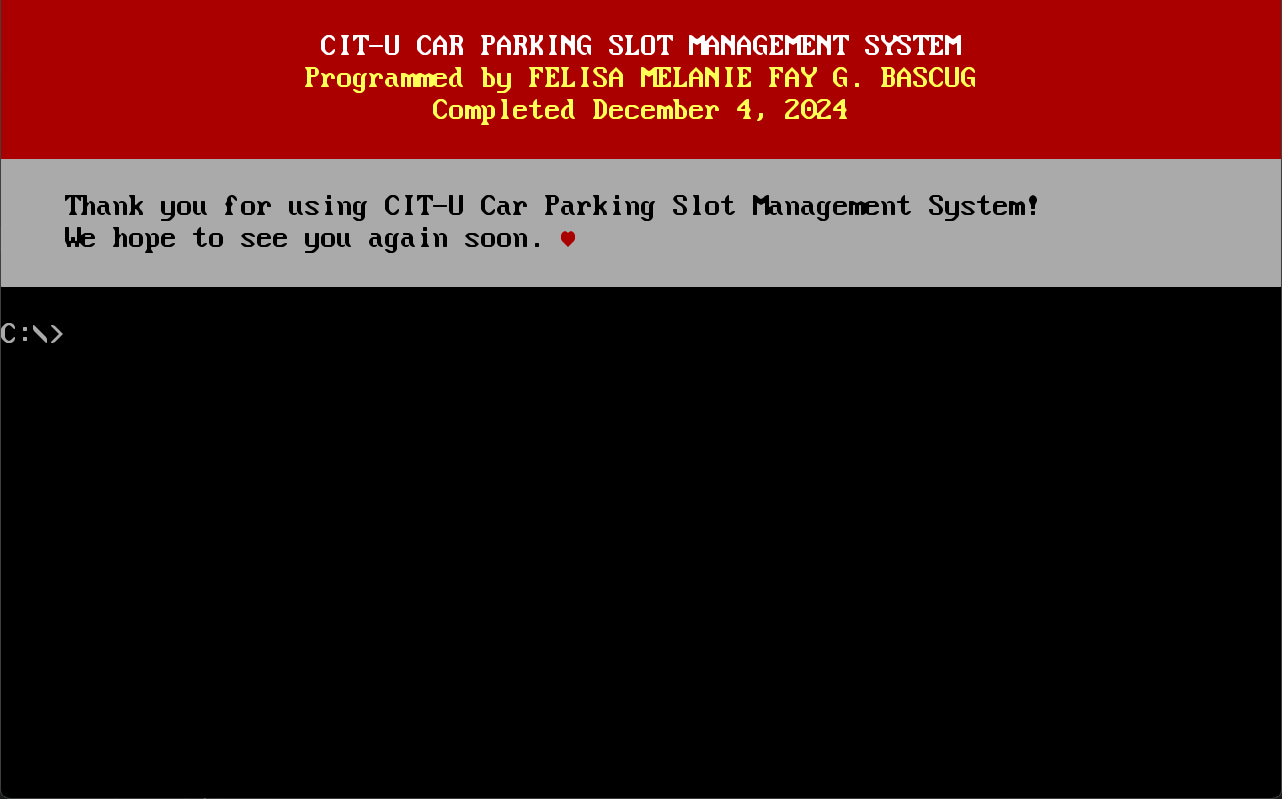 CIT-U CAR PARKING SLOT MANAGEMENT SYSTEM
Programmed by FELISA MELANIE FAY G. BASCUG
Completed December 4, 2024
Thank you for using CIT-U Car Parking Slot Management System!
We hope to see you again soon. ♥
C:\>